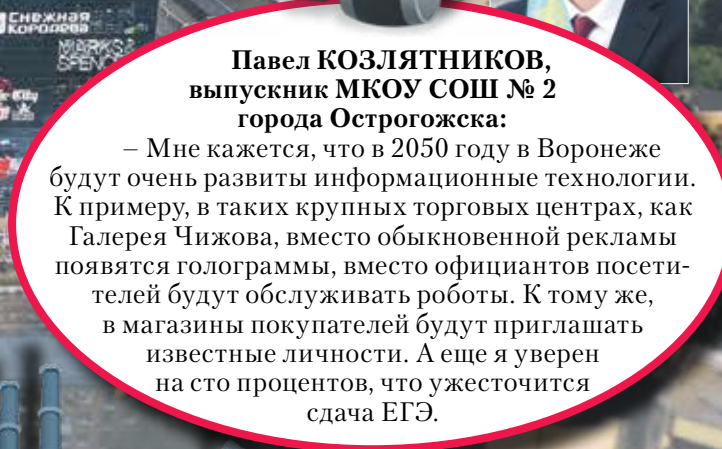 СНЕЖНАЯ
КОРОЛЕВА
MARKS &
SPENC
Павел КОЗЛЯТНИКОВ,
выпускник МКОУ СОШ № 2
города Острогожска:
– Мне кажется, что в 2050 году в Воронеже
будут очень развиты информационные технологии.
К примеру, в таких крупных торговых центрах, как
Галерея Чижова, вместо обыкновенной рекламы
появятся голограммы, вместо официантов посети-
телей будут обслуживать роботы. К тому же,
в магазины покупателей будут приглашать
известные личности. А еще я уверен
на сто процентов, что ужесточится
сдача ЕГЭ.